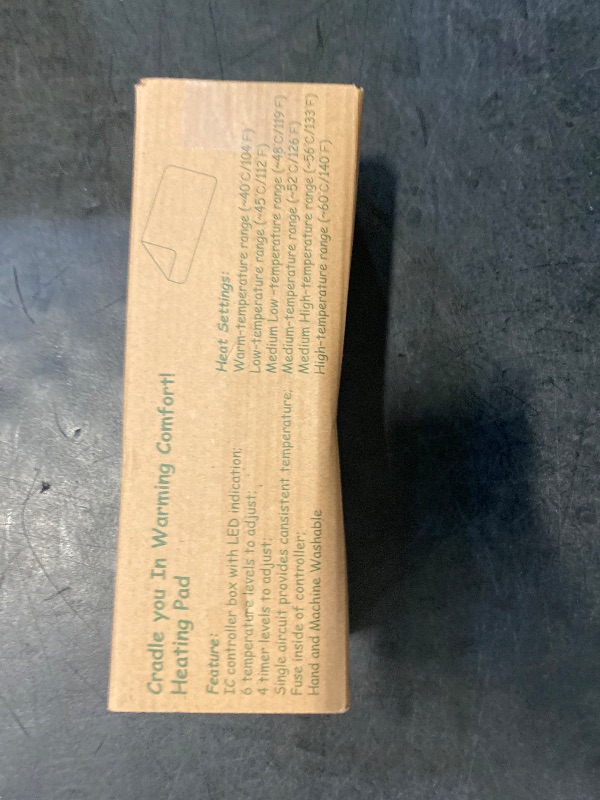 Cradle you In Warming Comfort!
Heating Pad
Feature:
IC controller box with LED indication;
6 temperature levels to adjust;
4 timer levels to adjust;
Single aircuit provides cansistent temperature;
Fuse inside of controller;
Hand and Machine Washable
Heat Settings:
Warm-temperature range (~40°C/104°F)
Low-temperature range (~45°C/112°F)
Medium Low -temperature range (~48°C/119°F)
Medium-temperature range (~52°C/126°F)
Medium High-temperature range (~56°C/133°F)
High-temperature range (~60°C/140°F)